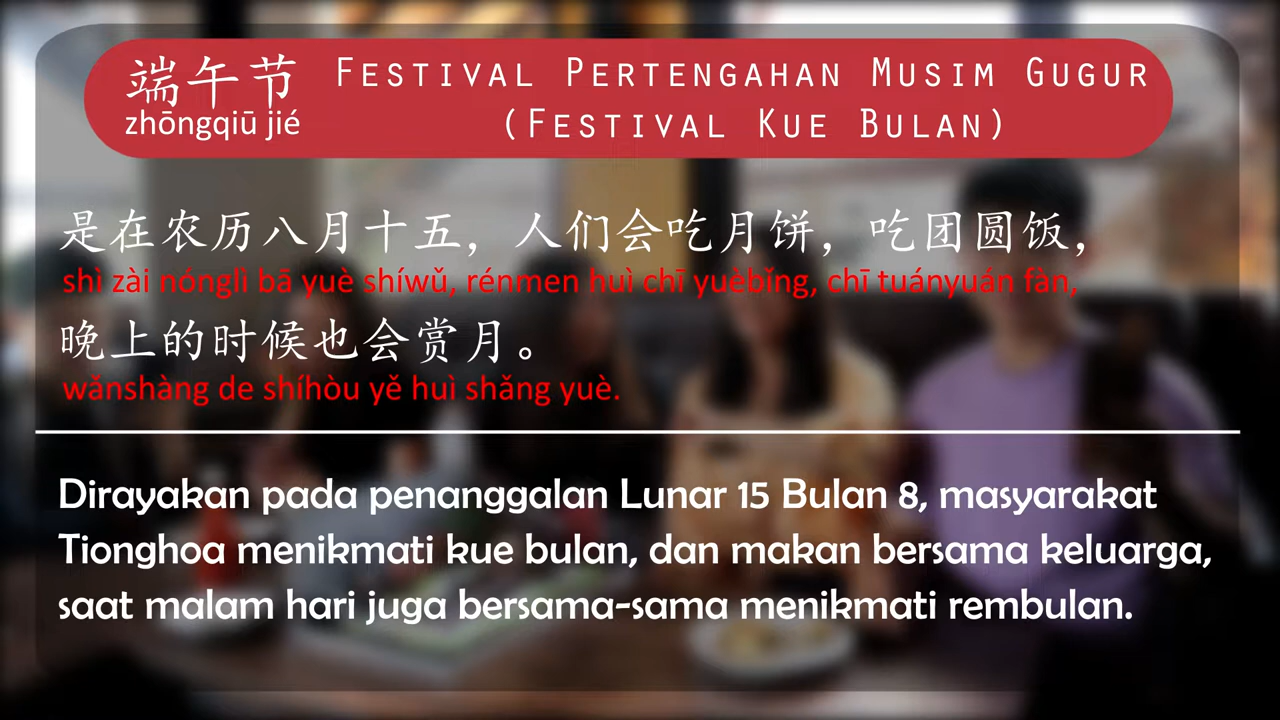 端午节
zhōngqiū jié
Festival Pertengahan Musim Gugur
(Festival Kue Bulan)
是在农历八月十五，人们会吃月饼，吃团圆饭，
shì zài nónglì bā yuè shíwǔ, rénmen huì chī yuèbǐng, chī tuányuán fàn,
晚上的时候也会赏月。
wǎnshàng de shíhòu yě huì shǎng yuè.
Dirayakan pada penanggalan Lunar 15 Bulan 8, masyarakat
Tionghoa menikmati kue bulan, dan makan bersama keluarga,
saat malam hari juga bersama-sama menikmati rembulan.